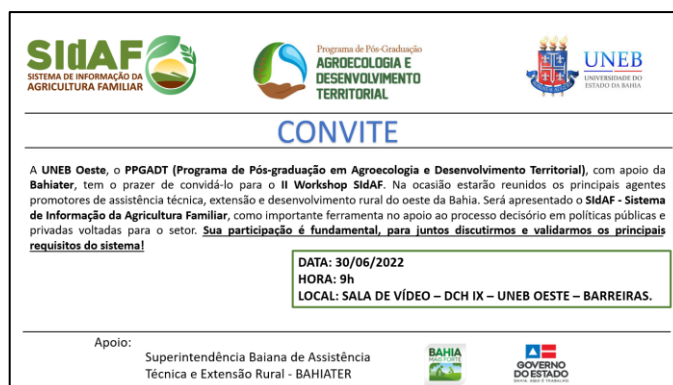 SIdAF
SISTEMA DE INFORMAÇÃO DA
AGRICULTURA FAMILIAR
Programa de Pós-Graduação
AGROECOLOGIA E
DESENVOLVIMENTO
TERRITORIAL
UNEB
UNIVERSIDADE DO
ESTADO DA BAHIA
CONVITE
A UNEB Oeste, o PPGADT (Programa de Pós-graduação em Agroecologia e Desenvolvimento Territorial), com apoio da
Bahiater, tem o prazer de convidá-lo para o II Workshop SIdAF. Na ocasião estarão reunidos os principais agentes
promotores de assistência técnica, extensão e desenvolvimento rural do oeste da Bahia. Será apresentado o SIdAF - Sistema
de Informação da Agricultura Familiar, como importante ferramenta no apoio ao processo decisório em políticas públicas e
privadas voltadas para o setor. Sua participação é fundamental, para juntos discutirmos e validarmos os principais
requisitos do sistema!
DATA: 30/06/2022
HORA: 9h
LOCAL: SALA DE VÍDEO – DCH IX – UNEB OESTE – BARREIRAS.
Apoio:
Superintendência Baiana de Assistência
Técnica e Extensão Rural - BAHIATER
BAHIA
MAIS FORTE
GOVERNO
DO ESTADO
BAHIA. AQUI É TRABALHO.